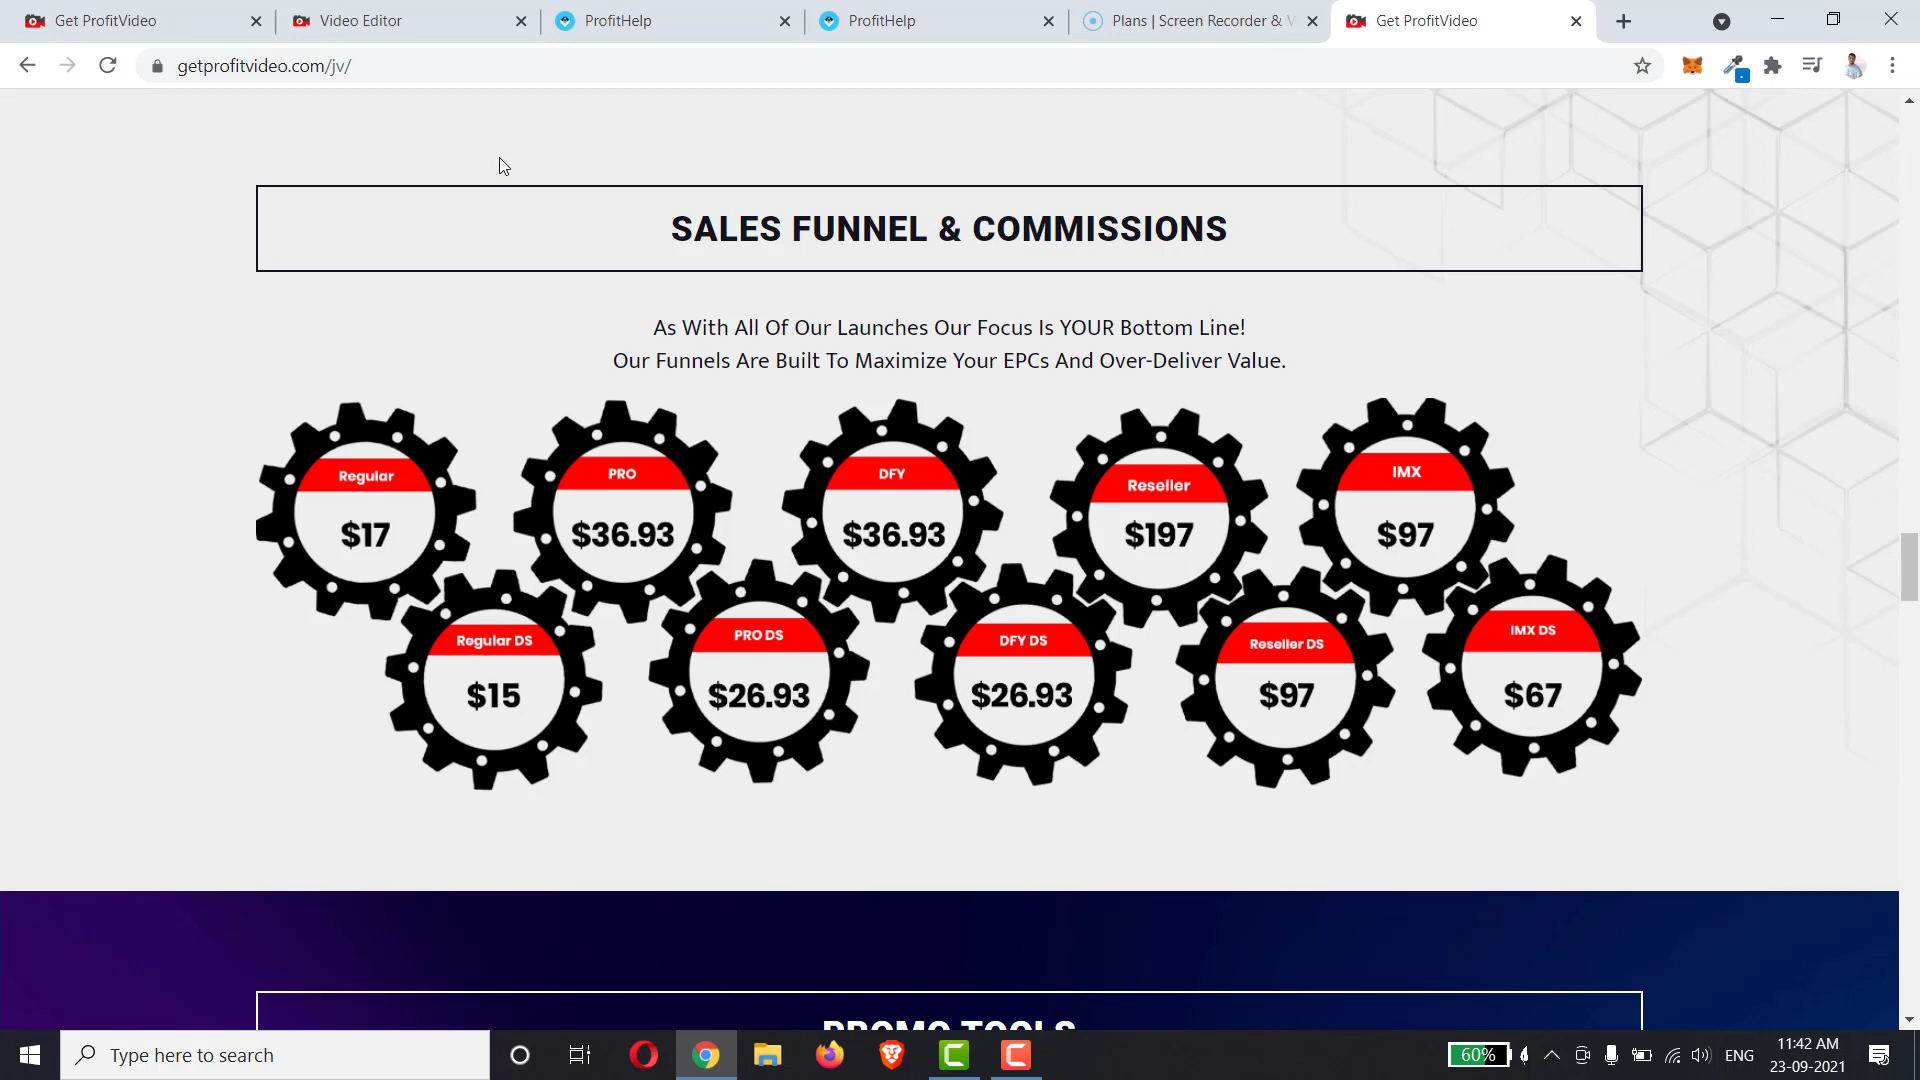 Get ProfitVideo
Video Editor
ProfitHelp
ProfitHelp
Plans | Screen Recorder & V
Get ProfitVideo
getprofitvideo.com/jv/
SALES FUNNEL & COMMISSIONS
As With All Of Our Launches Our Focus Is YOUR Bottom Line!
Our Funnels Are Built To Maximize Your EPCs And Over-Deliver Value.
Regular
$17
PRO
$36.93
DFY
$36.93
Reseller
$197
IMX
$97
Regular DS
$15
PRO DS
$26.93
DFY DS
$26.93
Reseller DS
$97
IMX DS
$67
PROMO TOOLS
Type here to search
60%
ENG
11:42 AM
23-09-2021